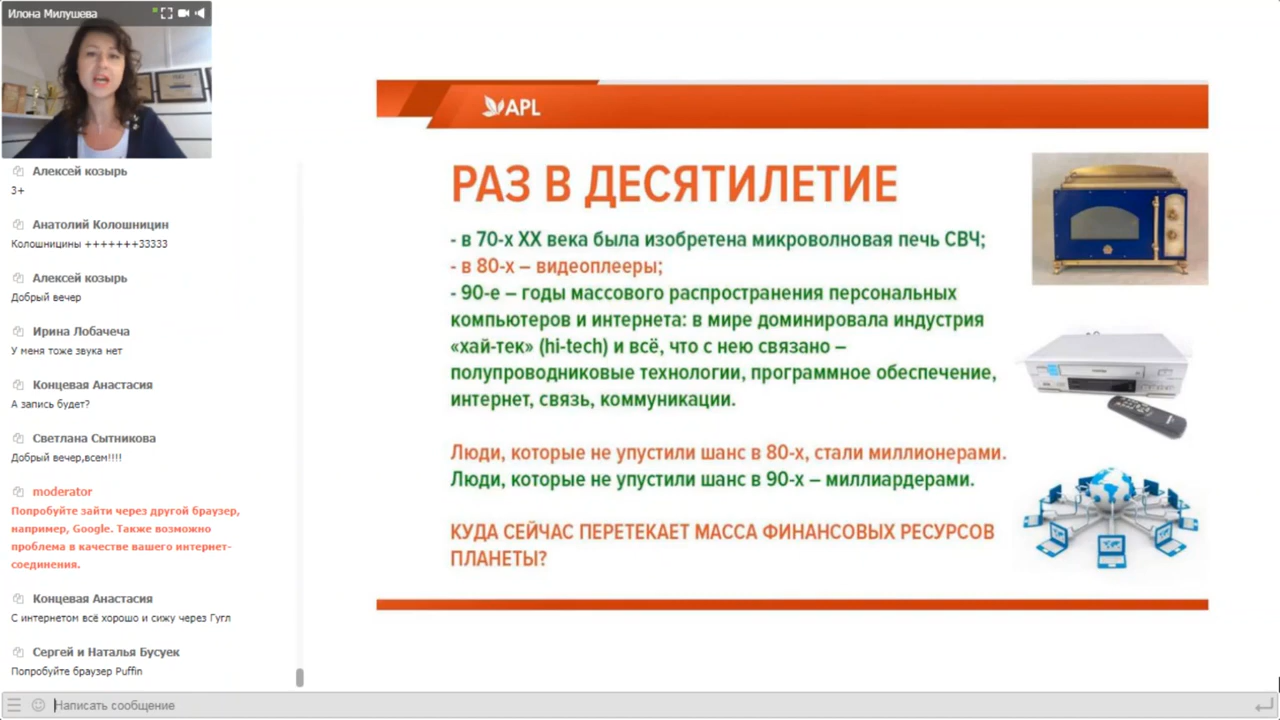 Илона Милушева
Алексей козырь
3+
Анатолий Колошницин
Колошницины +++++++33333
Алексей козырь
Добрый вечер
Ирина Лобачеча
У меня тоже звука нет
Концевая Анастасия
А запись будет?
Светлана Сытникова
Добрый вечер,всем!!!!
moderator
Попробуйте зайти через другой браузер,
например, Google. Также возможно
проблема в качестве вашего интернет-
соединения.
Концевая Анастасия
С интернетом всё хорошо и сижу через Гугл
Сергей и Наталья Бусуек
Попробуйте браузер Puffin
Написать сообщение
APL
РАЗ В ДЕСЯТИЛЕТИЕ
- в 70-х XX века была изобретена микроволновая печь СВЧ;
- в 80-х – видеоплееры;
- 90-е – годы массового распространения персональных
компьютеров и интернета: в мире доминировала индустрия
«хай-тек» (hi-tech) и всё, что с нею связано –
полупроводниковые технологии, программное обеспечение,
интернет, связь, коммуникации.
Люди, которые не упустили шанс в 80-х, стали миллионерами.
Люди, которые не упустили шанс в 90-х – миллиардерами.
КУДА СЕЙЧАС ПЕРЕТЕКАЕТ МАССА ФИНАНСОВЫХ РЕСУРСОВ
ПЛАНЕТЫ?